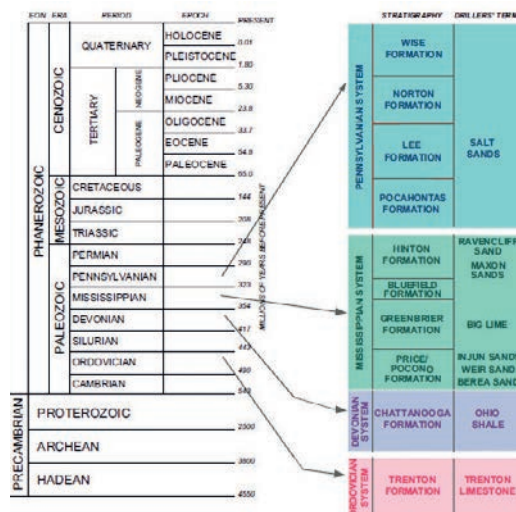 EON ERA PERIOD EPOCH PRESENT
PHANEROZOIC
CENOZOIC
QUATERNARY
HOLOCENE
0.01
PLEISTOCENE
1.80
TERTIARY
NEOGENE
PLIOCENE
5.30
MIOCENE
23.8
PALEOGENE
OLIGOCENE
33.7
EOCENE
54.8
PALEOCENE
65.0
MESOZOIC
CRETACEOUS
144
JURASSIC
TRIASSIC
PALEOZOIC
PERMIAN
290
PENNSYLVANIAN
323
MISSISSIPPIAN
354
DEVONIAN
417
SILURIAN
443
ORDOVICIAN
490
CAMBRIAN
PRECAMBRIAN
PROTEROZOIC
2500
ARCHEAN
HADEAN
4550
MILLIONS OF YEARS BEFORE PRESENT
STRATIGRAPHY DRILLERS' TERM
PENNSYLVANIAN SYSTEM
WISE
FORMATION
NORTON
FORMATION
LEE
FORMATION
POCAHONTAS
FORMATION
SALT
SANDS
MISSISSIPPIAN SYSTEM
HINTON
FORMATION
BLUEFIELD
FORMATION
GREENBRIER
FORMATION
PRICE/
POCONO
FORMATION
RAVENCLIFF
SAND
MAXON
SANDS
BIG LIME
INJUN SAND
WEIR SAND
BEREA SAND
DEVONIAN
SYSTEM
CHATTANOOGA
FORMATION
OHIO
SHALE
ORDOVICIAN
SYSTEM
TRENTON
FORMATION
TRENTON
LIMESTONE